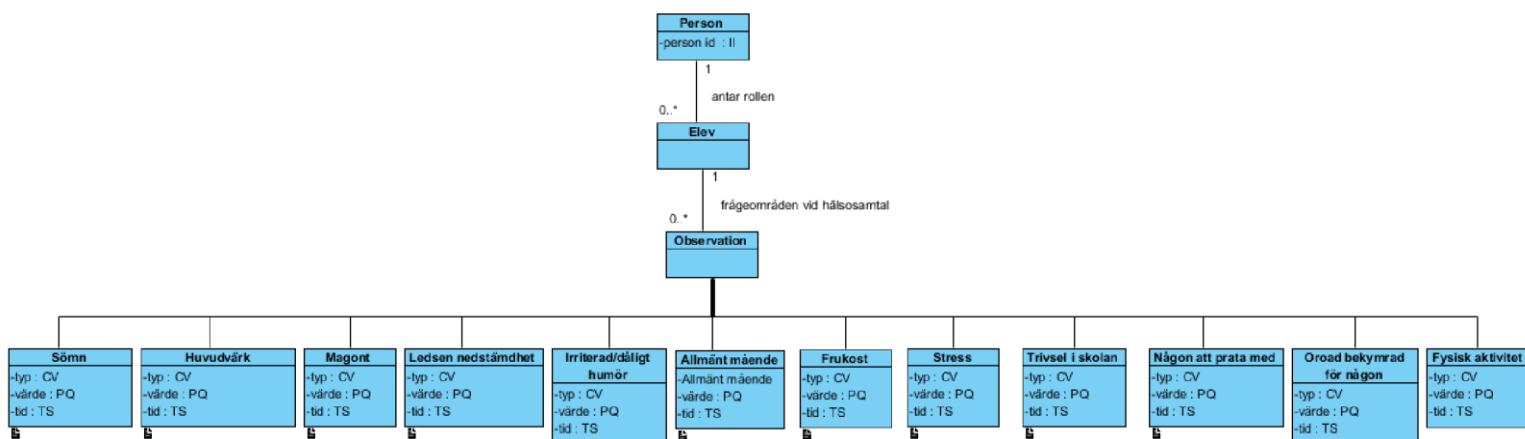 Person
-person id : II
1
antar rollen
0..*
Elev
1
frågeområden vid hälsosamtal
0..*
Observation
Sömn
-typ : CV
-värde : PQ
-tid : TS
Huvudvärk
-typ : CV
-värde : PQ
-tid : TS
Magont
-typ : CV
-värde : PQ
-tid : TS
Ledsen nedstämdhet
-typ : CV
-värde : PQ
-tid : TS
Irriterad/dåligt
humör
-typ : CV
-värde : PQ
-tid : TS
Allmänt mående
-Allmänt mående
-värde : PQ
-tid : TS
Frukost
-typ : CV
-värde : PQ
-tid : TS
Stress
-typ : CV
-värde : PQ
-tid : TS
Trivsel i skolan
-typ : CV
-värde : PQ
-tid : TS
Någon att prata med
-typ : CV
-värde : PQ
-tid : TS
Oroad bekymrad
för någon
-typ : CV
-värde : PQ
-tid : TS
Fysisk aktivitet
-typ : CV
-värde : PQ
-tid : TS